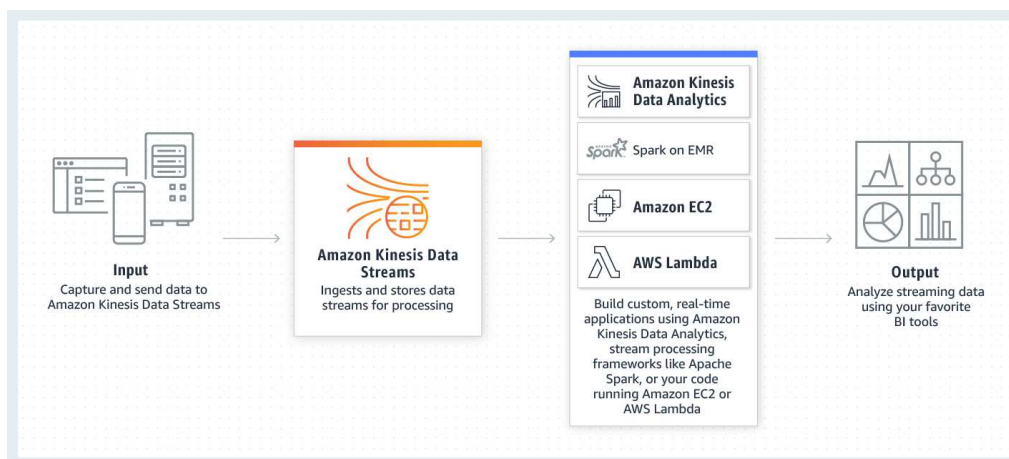 Input
Capture and send data to
Amazon Kinesis Data Streams
Amazon Kinesis Data
Streams
Ingests and stores data
streams for processing
Amazon Kinesis
Data Analytics
APACHE
Spark
Spark on EMR
Amazon EC2
AWS Lambda
Build custom, real-time
applications using Amazon
Kinesis Data Analytics,
stream processing
frameworks like Apache
Spark, or your code
running Amazon EC2 or
AWS Lambda
Output
Analyze streaming data
using your favorite
BI tools